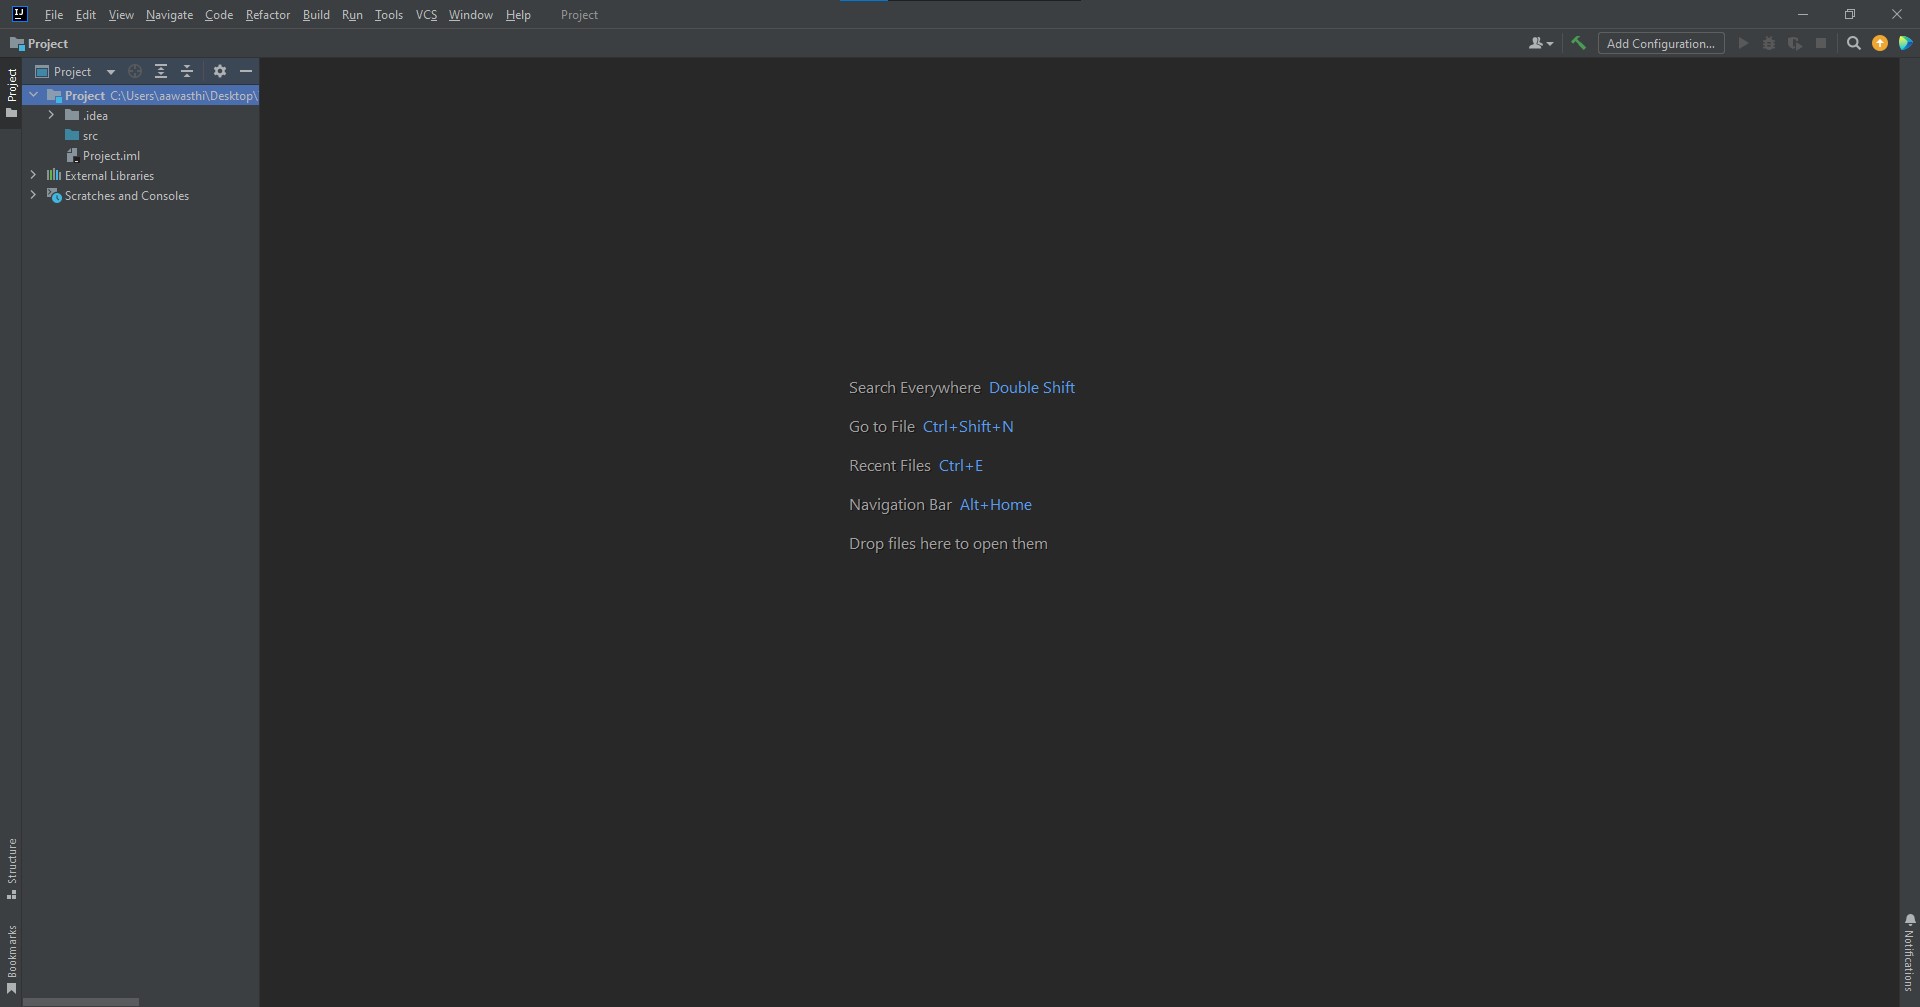 IJ File Edit View Navigate Code Refactor Build Run Tools VCS Window Help Project
Project
Add Configuration...
Project
Project
Project C:\Users\aawasthi\Desktop\
.idea
src
Project.iml
External Libraries
Scratches and Consoles
Search Everywhere Double Shift
Go to File Ctrl+Shift+N
Recent Files Ctrl+E
Navigation Bar Alt+Home
Drop files here to open them
Structure
Bookmarks
Notifications